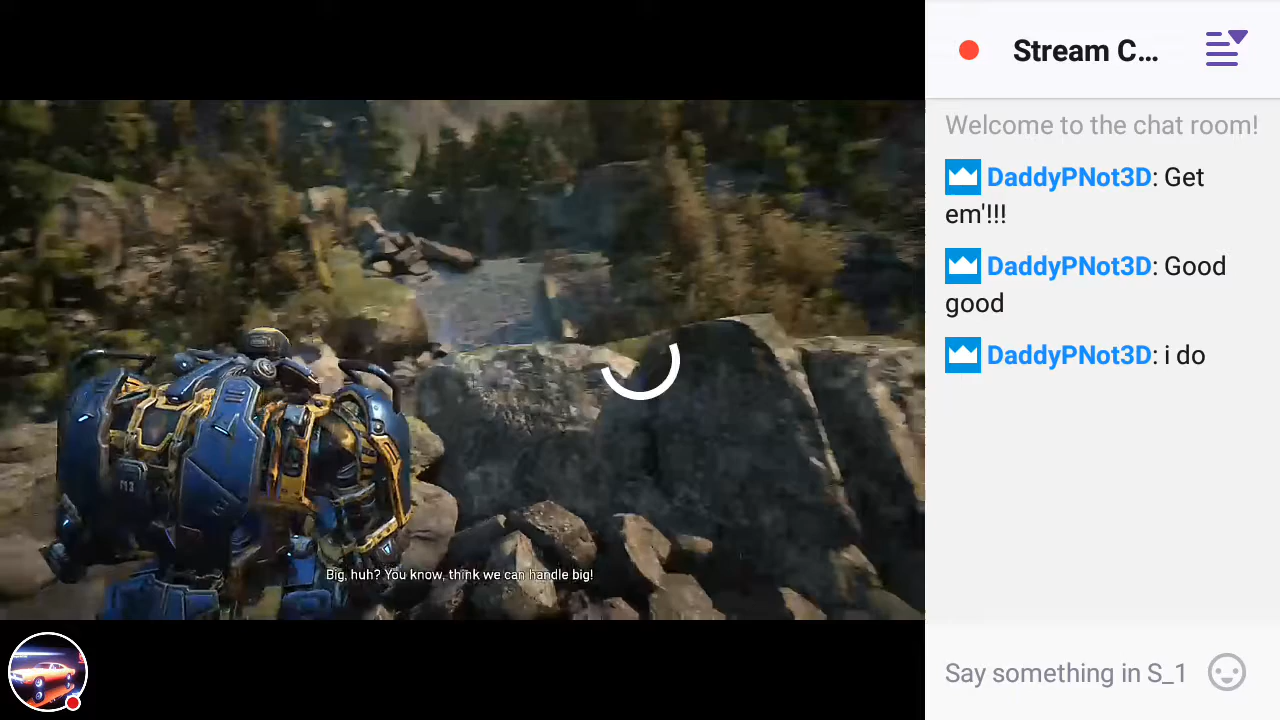 Stream C...
Welcome to the chat room!
DaddyPNot3D: Get
em'!!!
DaddyPNot3D: Good
good
DaddyPNot3D: i do
Big, huh? You know, think we can handle big!
Say something in S_1